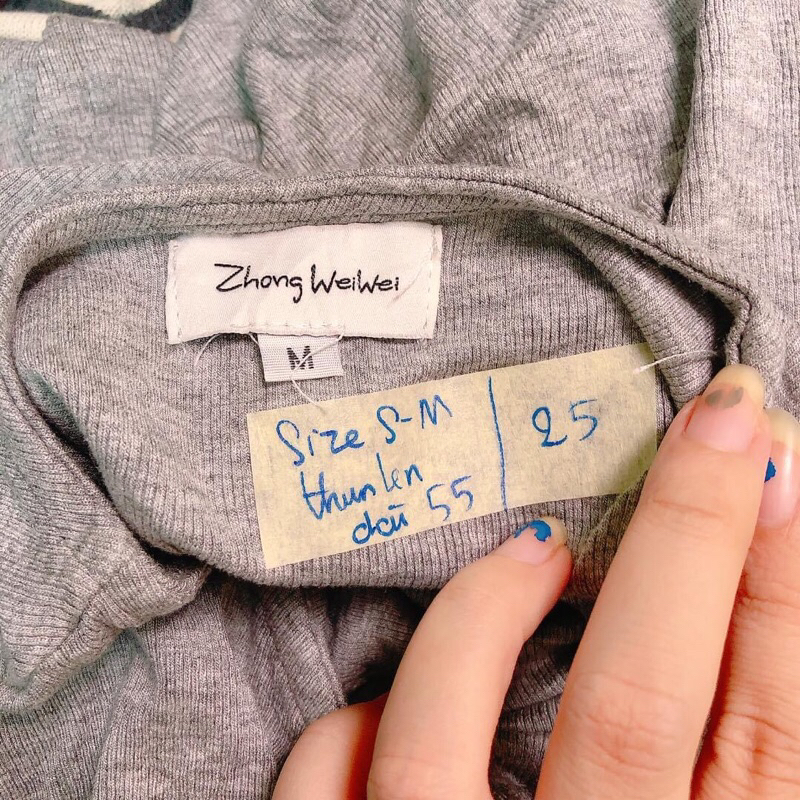 Zhong WeiWei
M
Size S-M
thun len
dài 55
25